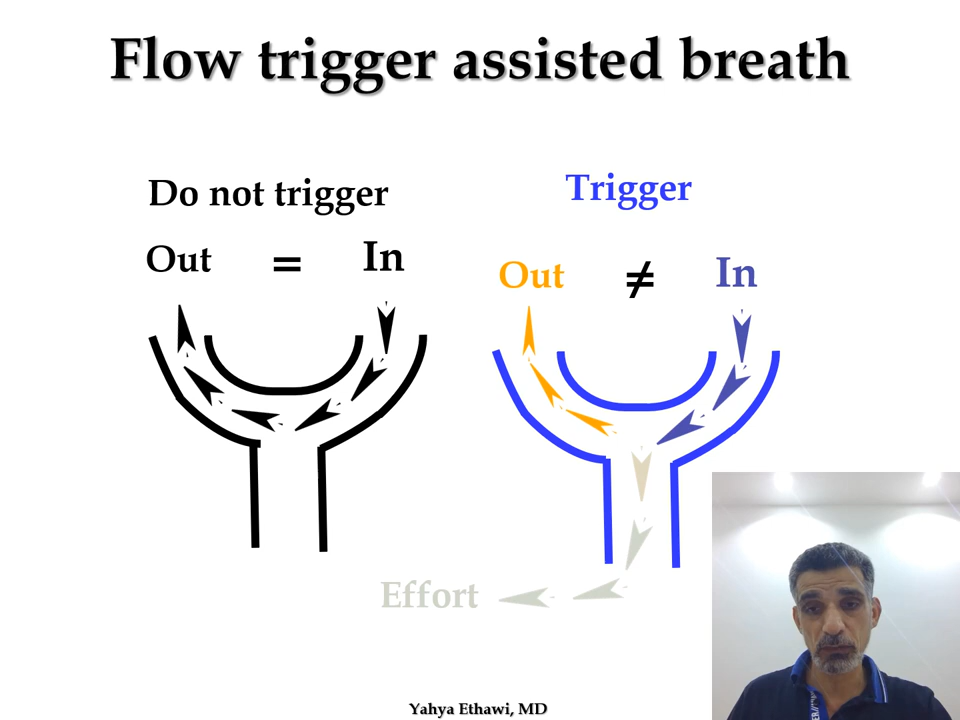 Flow trigger assisted breath
Do not trigger
Out = In
Trigger
Out ≠ In
Effort
Yahya Ethawi, MD